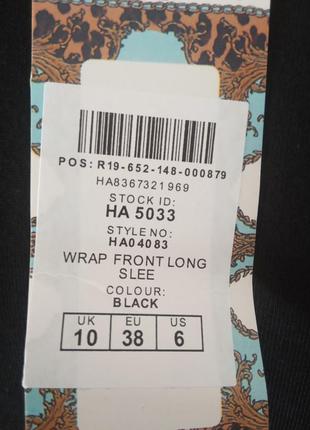 POS: R19-652-148-000879
HA8367321969
STOCK ID:
HA 5033
STYLE NO:
HA04083
WRAP FRONT LONG
SLEE
COLOUR:
BLACK
UK EU US
10 38 6